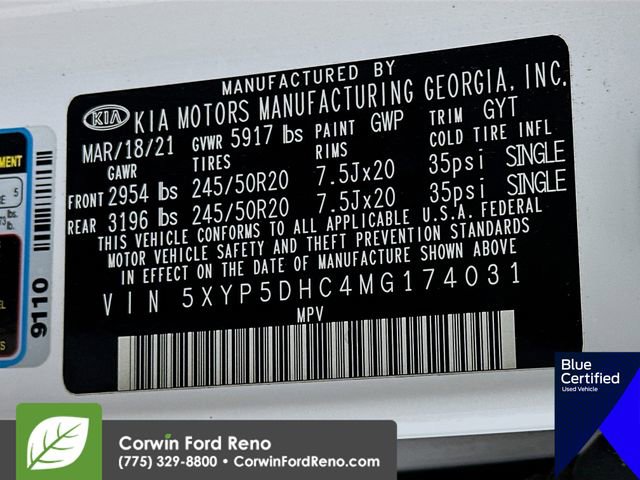 MANUFACTURED BY
KIA KIA MOTORS MANUFACTURING GEORGIA, INC.
MAR/18/21 GVWR 5917 lbs PAINT GWP TRIM GYT
GAWR TIRES RIMS COLD TIRE INFL
FRONT 2954 lbs 245/50R20 7.5Jx20 35psi SINGLE
REAR 3196 lbs 245/50R20 7.5Jx20 35psi SINGLE
THIS VEHICLE CONFORMS TO ALL APPLICABLE U.S.A. FEDERAL
MOTOR VEHICLE SAFETY AND THEFT PREVENTION STANDARDS
IN EFFECT ON THE DATE OF MANUFACTURE SHOWN ABOVE
VIN 5XYP5DHC4MG174031
MPV
9110
5
lbs.
lb.
Blue
Certified
Used Vehicle
Corwin Ford Reno
(775) 329-8800 • CorwinFordReno.com